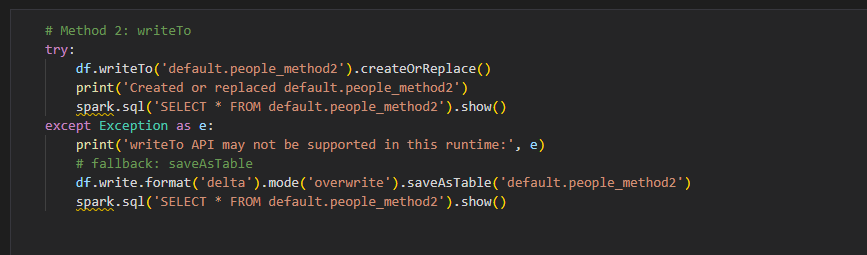 # Method 2: writeTo
try:
    df.writeTo('default.people_method2').createOrReplace()
    print('Created or replaced default.people_method2')
    spark.sql('SELECT * FROM default.people_method2').show()
except Exception as e:
    print('writeTo API may not be supported in this runtime:', e)
    # fallback: saveAsTable
    df.write.format('delta').mode('overwrite').saveAsTable('default.people_method2')
    spark.sql('SELECT * FROM default.people_method2').show()